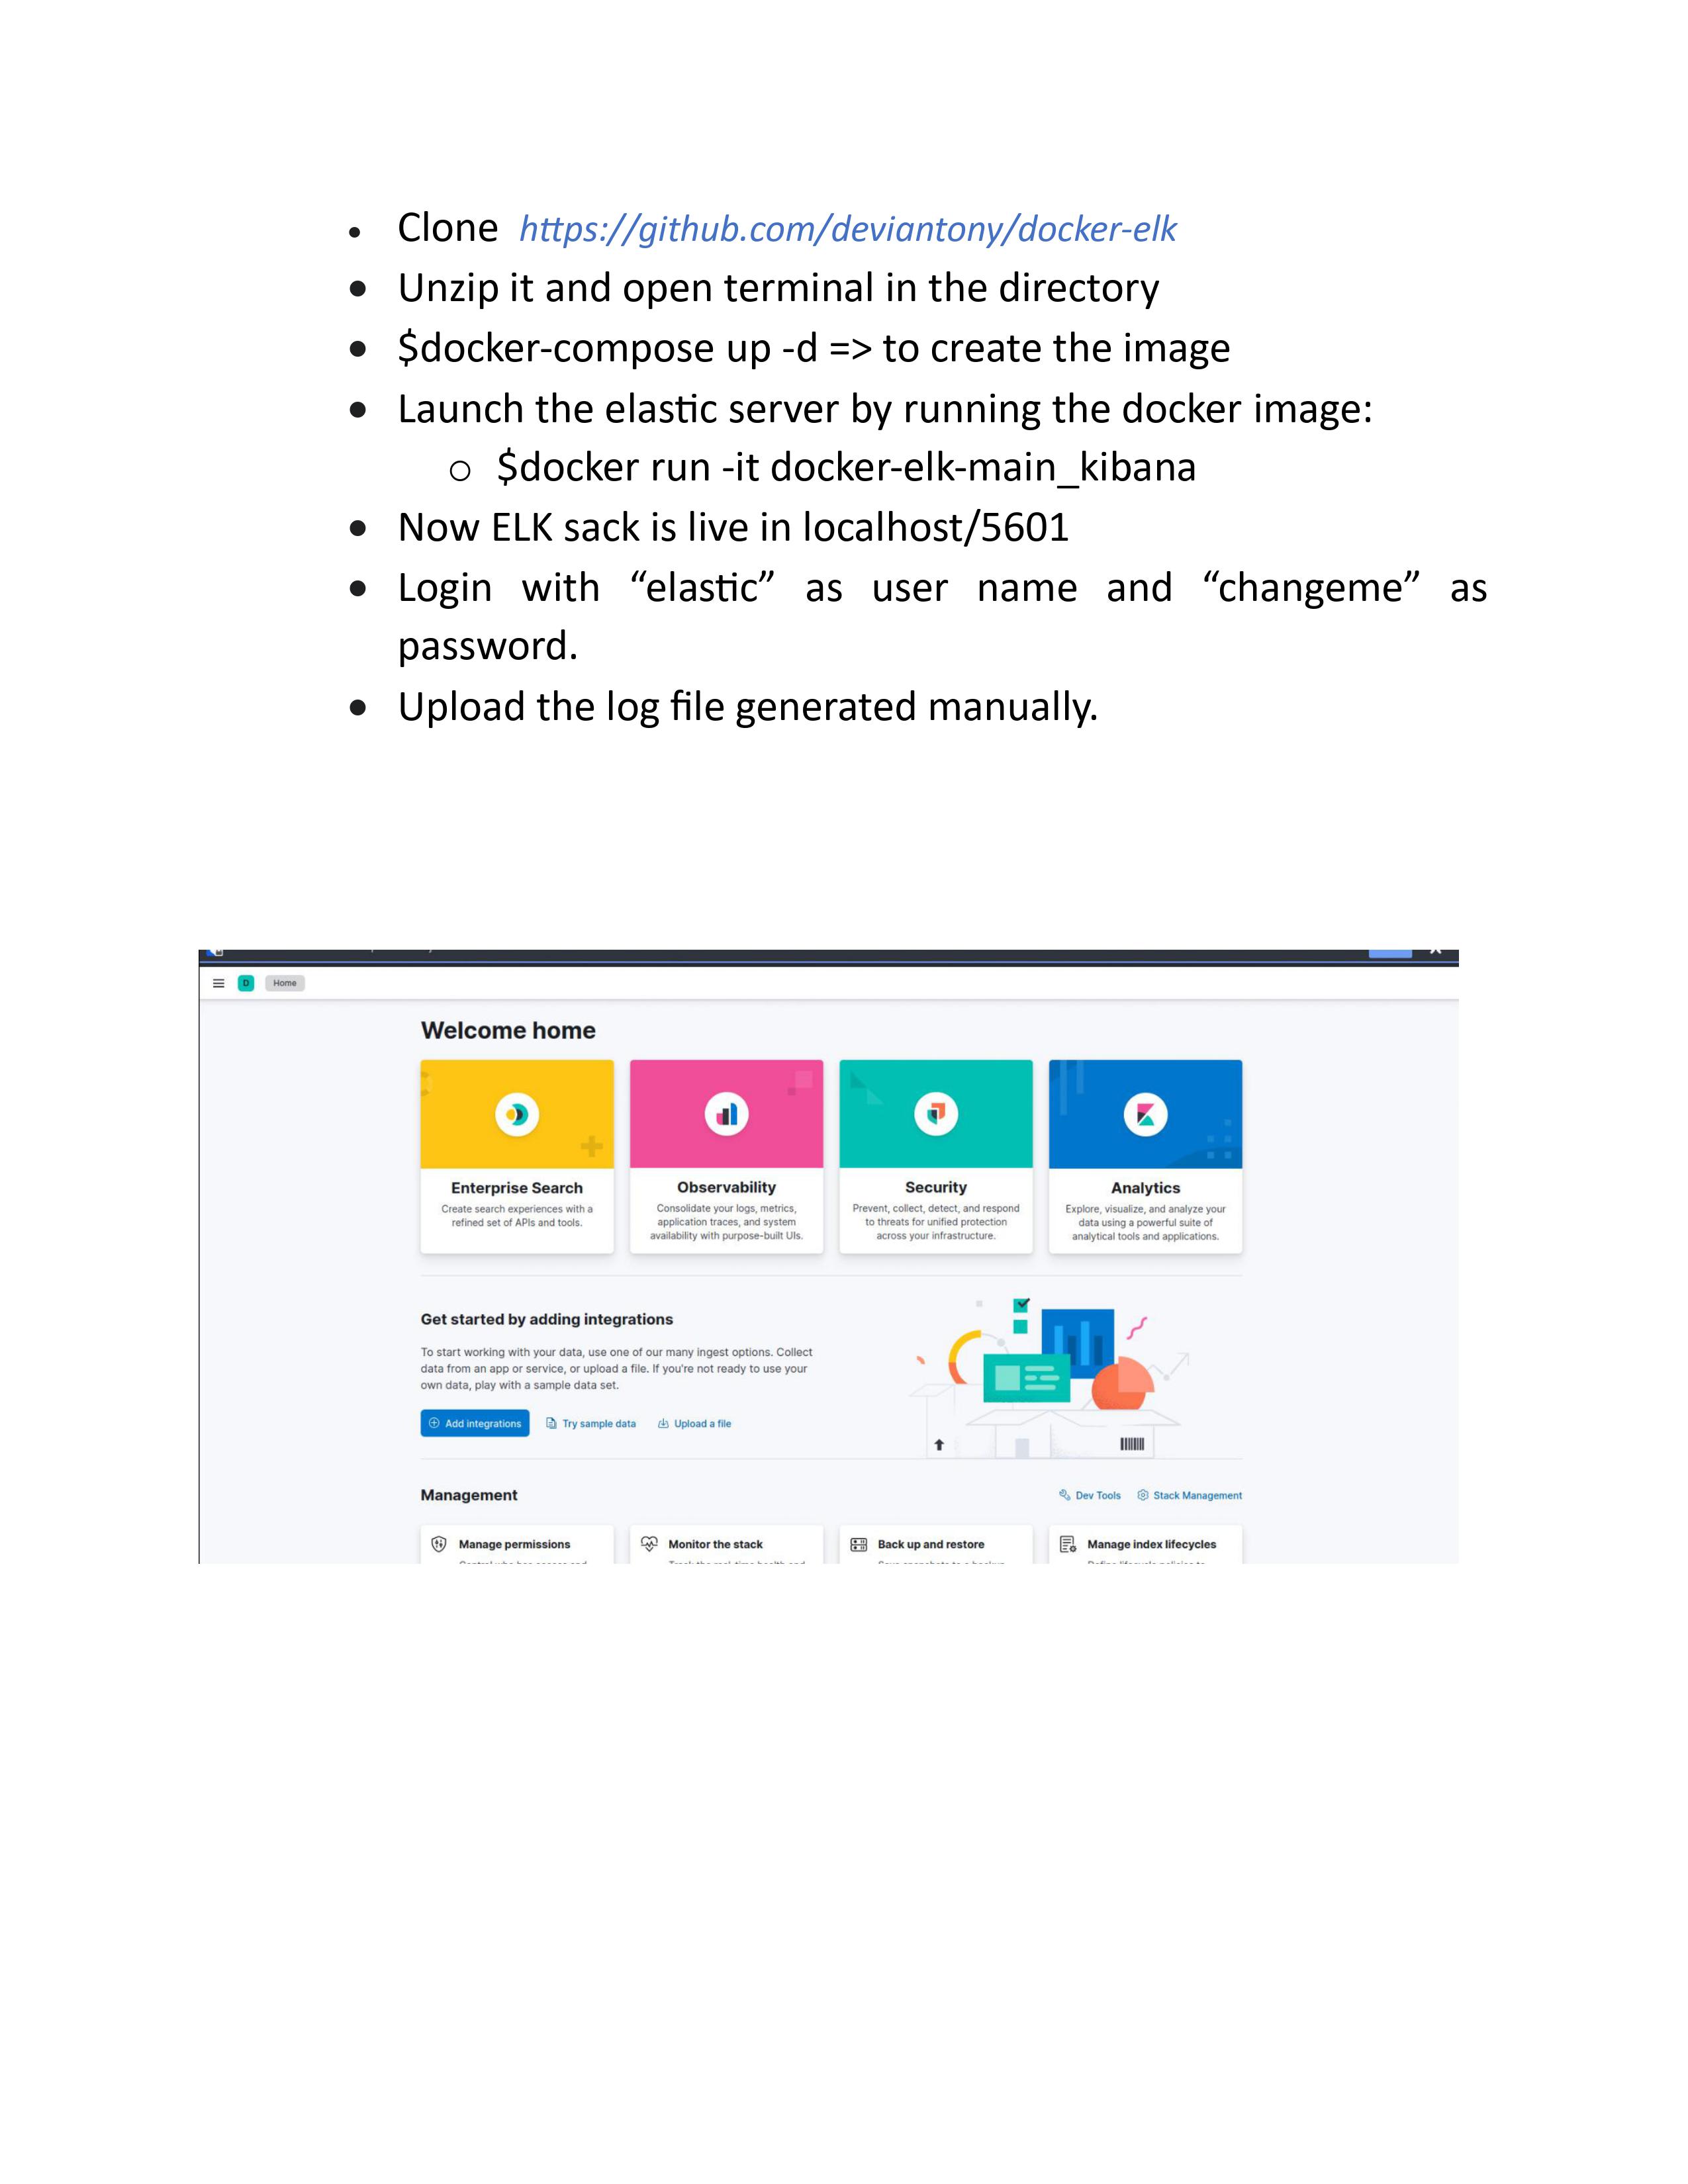 • Clone https://github.com/deviantony/docker-elk
• Unzip it and open terminal in the directory
• $docker-compose up -d => to create the image
• Launch the elastic server by running the docker image:
o $docker run -it docker-elk-main_kibana
• Now ELK sack is live in localhost/5601
• Login with “elastic” as user name and “changeme” as
password.
• Upload the log file generated manually.
D Home
Welcome home
Enterprise Search
Create search experiences with a
refined set of APIs and tools.
Observability
Consolidate your logs, metrics,
application traces, and system
availability with purpose-built UIs.
Security
Prevent, collect, detect, and respond
to threats for unified protection
across your infrastructure.
Analytics
Explore, visualize, and analyze your
data using a powerful suite of
analytical tools and applications.
Get started by adding integrations
To start working with your data, use one of our many ingest options. Collect
data from an app or service, or upload a file. If you're not ready to use your
own data, play with a sample data set.
Add integrations Try sample data Upload a file
Management
Dev Tools Stack Management
Manage permissions
Monitor the stack
Back up and restore
Manage index lifecycles